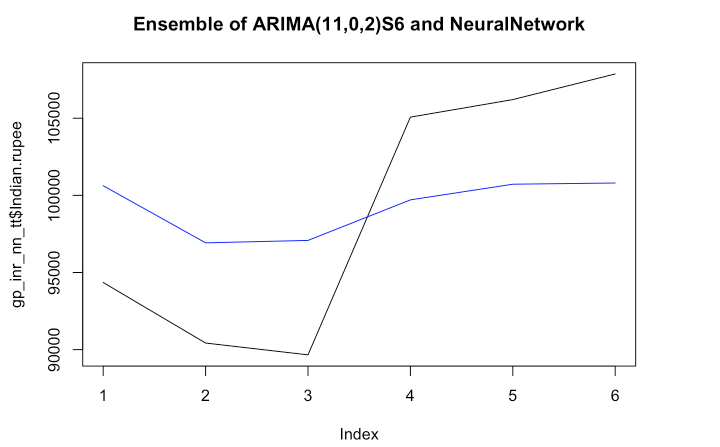 Ensemble of ARIMA(11,0,2)S6 and NeuralNetwork
gp_inr_nn_tt$Indian.rupee
105000
100000
95000
90000
1 2 3 4 5 6
Index